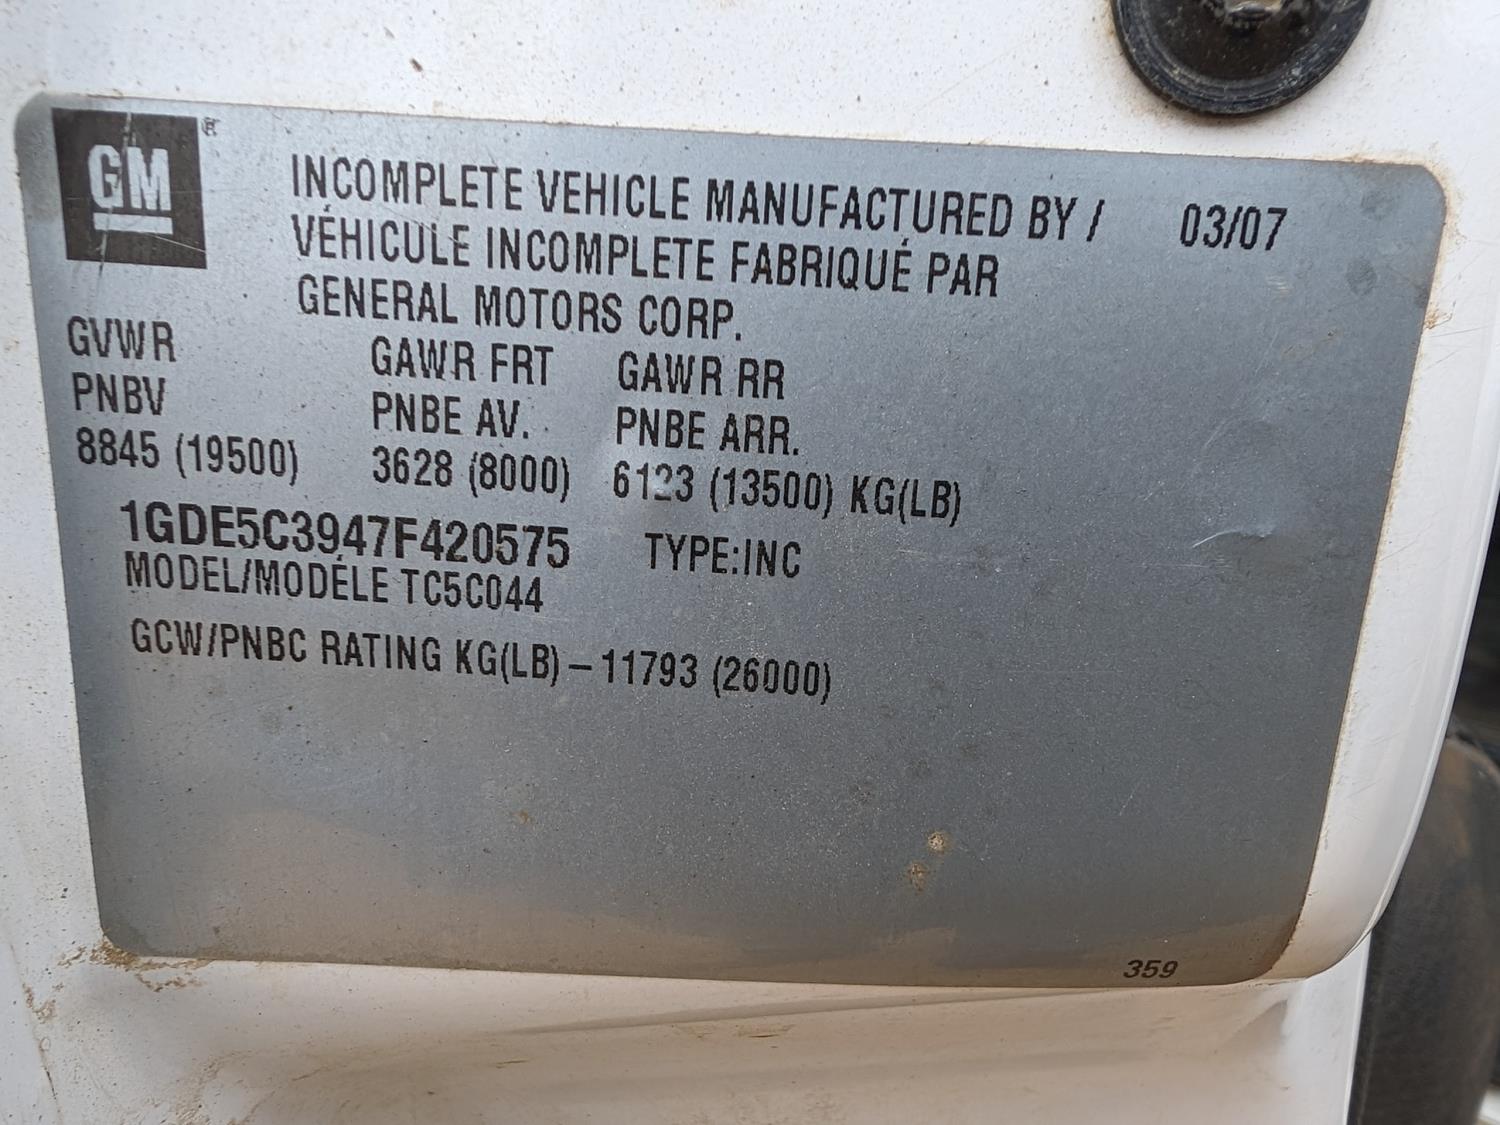 GM ®
INCOMPLETE VEHICLE MANUFACTURED BY / 03/07
VÉHICULE INCOMPLETE FABRIQUÉ PAR
GENERAL MOTORS CORP.
GVWR GAWR FRT GAWR RR
PNBV PNBE AV. PNBE ARR.
8845 (19500) 3628 (8000) 6123 (13500) KG(LB)
1GDE5C3947F420575 TYPE:INC
MODEL/MODÉLE TC5C044
GCW/PNBC RATING KG(LB) – 11793 (26000)
359